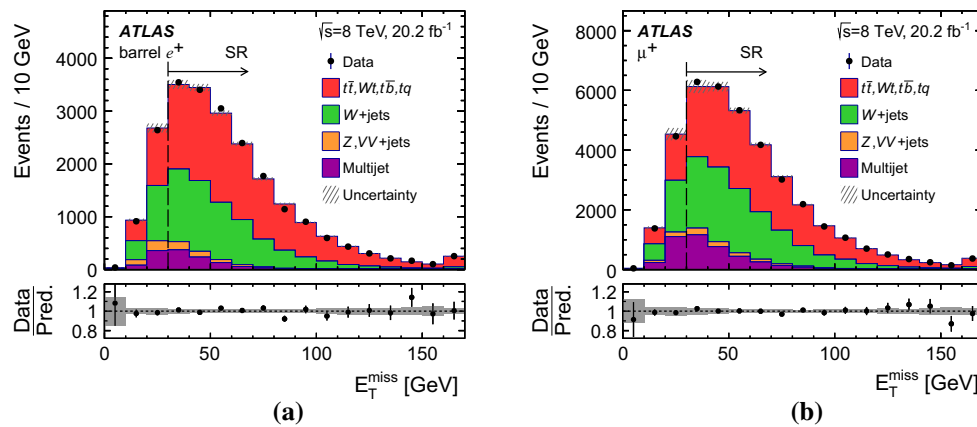 ATLAS
barrel e⁺
√s=8 TeV, 20.2 fb⁻¹
SR
Data
tt̄,Wt,tb̄,tq
W+jets
Z,VV+jets
Multijet
Uncertainty
Events / 10 GeV
4000
3000
2000
1000
0
Data
Pred.
1.2
1
0.8
0 50 100 150
E_T^miss [GeV]
(a)
ATLAS
μ⁺
√s=8 TeV, 20.2 fb⁻¹
SR
Data
tt̄,Wt,tb̄,tq
W+jets
Z,VV+jets
Multijet
Uncertainty
Events / 10 GeV
8000
6000
4000
2000
0
Data
Pred.
1.2
1
0.8
0 50 100 150
E_T^miss [GeV]
(b)